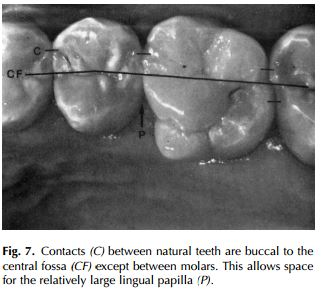 C
CF
P
Fig. 7. Contacts (C) between natural teeth are buccal to the
central fossa (CF) except between molars. This allows space
for the relatively large lingual papilla (P).